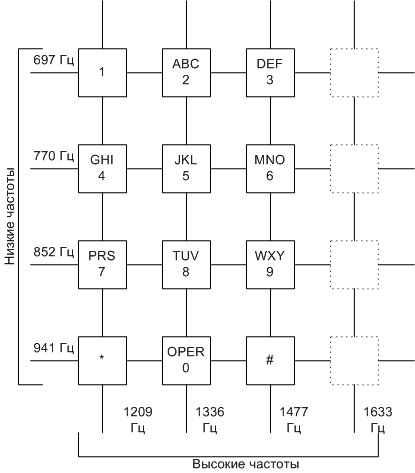 697 Гц
1
ABC
2
DEF
3
770 Гц
GHI
4
JKL
5
MNO
6
852 Гц
PRS
7
TUV
8
WXY
9
941 Гц
*
OPER
0
#
Низкие частоты
1209
Гц
1336
Гц
1477
Гц
1633
Гц
Высокие частоты